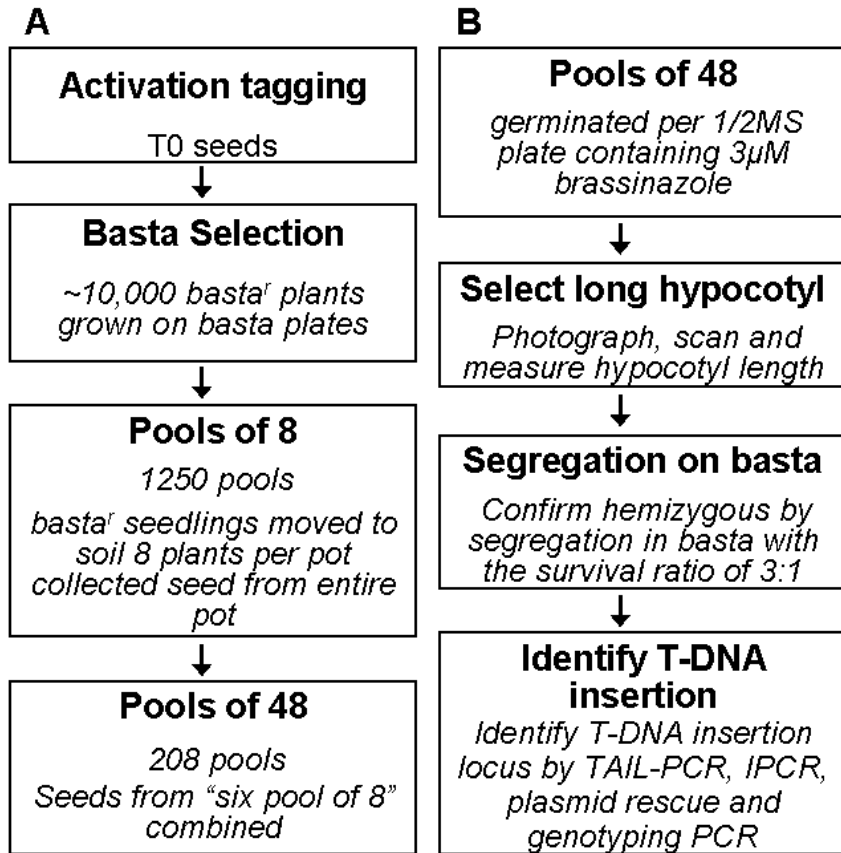 A
Activation tagging
T0 seeds
Basta Selection
~10,000 bastaʳ plants
grown on basta plates
Pools of 8
1250 pools
bastaʳ seedlings moved to
soil 8 plants per pot
collected seed from entire
pot
Pools of 48
208 pools
Seeds from “six pool of 8”
combined
B
Pools of 48
germinated per 1/2MS
plate containing 3µM
brassinazole
Select long hypocotyl
Photograph, scan and
measure hypocotyl length
Segregation on basta
Confirm hemizygous by
segregation in basta with
the survival ratio of 3:1
Identify T-DNA
insertion
Identify T-DNA insertion
locus by TAIL-PCR, IPCR,
plasmid rescue and
genotyping PCR